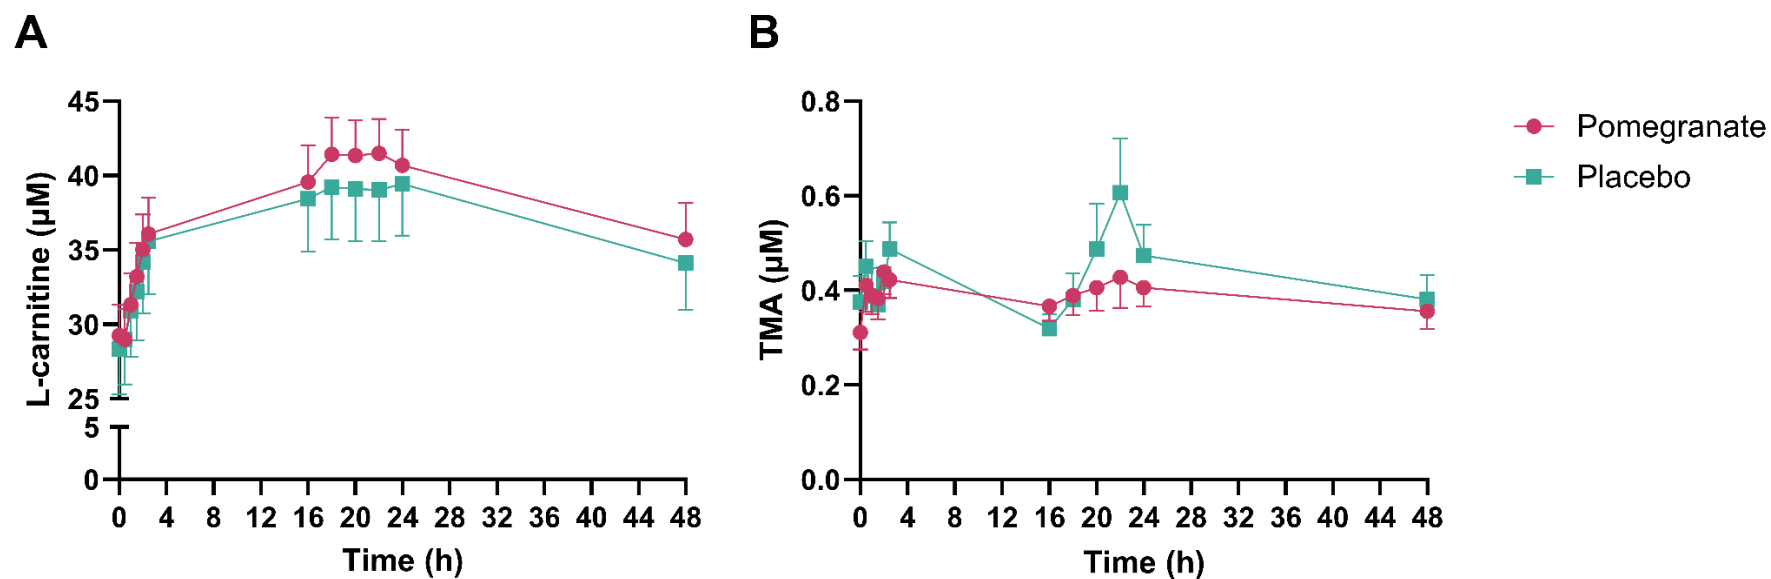 A
L-carnitine (µM)
45
40
35
30
25
5
0
0 4 8 12 16 20 24 28 32 36 40 44 48
Time (h)
B
TMA (µM)
0.8
0.6
0.4
0.2
0.0
0 4 8 12 16 20 24 28 32 36 40 44 48
Time (h)
Pomegranate
Placebo